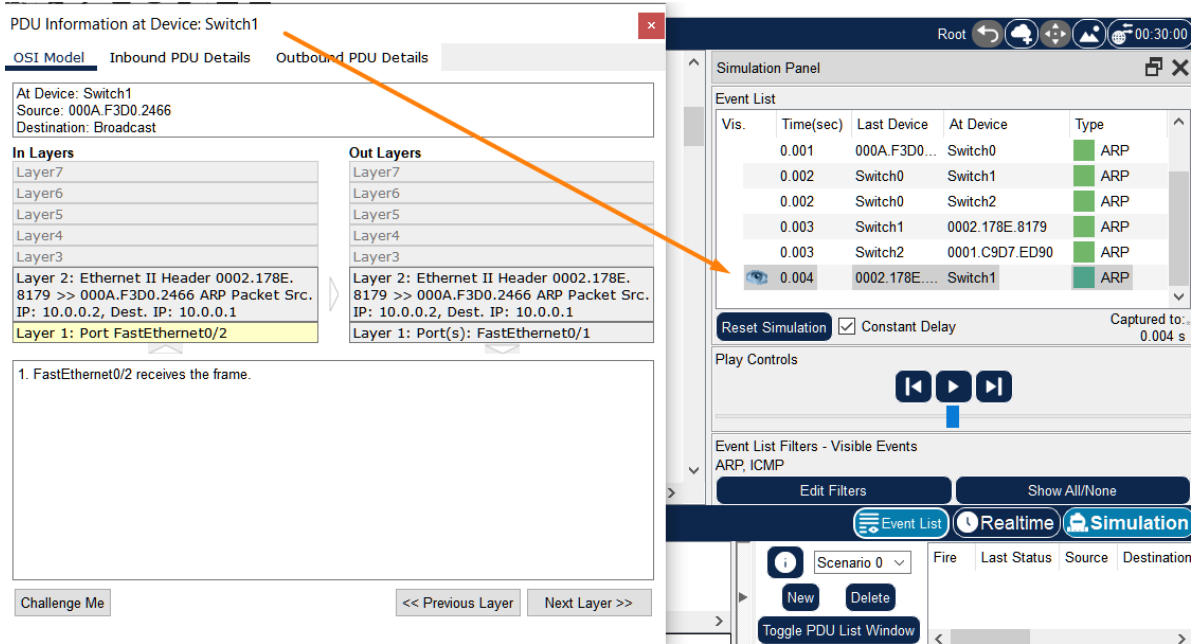 PDU Information at Device: Switch1
OSI Model Inbound PDU Details Outbound PDU Details
At Device: Switch1
Source: 000A.F3D0.2466
Destination: Broadcast
In Layers
Layer7
Layer6
Layer5
Layer4
Layer3
Layer 2: Ethernet II Header 0002.178E.
8179 >> 000A.F3D0.2466 ARP Packet Src.
IP: 10.0.0.2, Dest. IP: 10.0.0.1
Layer 1: Port FastEthernet0/2
Out Layers
Layer7
Layer6
Layer5
Layer4
Layer3
Layer 2: Ethernet II Header 0002.178E.
8179 >> 000A.F3D0.2466 ARP Packet Src.
IP: 10.0.0.2, Dest. IP: 10.0.0.1
Layer 1: Port(s): FastEthernet0/1
1. FastEthernet0/2 receives the frame.
Challenge Me << Previous Layer Next Layer >>
Root 00:30:00
Simulation Panel
Event List
Vis. Time(sec) Last Device At Device Type
0.001 000A.F3D0... Switch0 ARP
0.002 Switch0 Switch1 ARP
0.002 Switch0 Switch2 ARP
0.003 Switch1 0002.178E.8179 ARP
0.003 Switch2 0001.C9D7.ED90 ARP
0.004 0002.178E.... Switch1 ARP
Reset Simulation Constant Delay Captured to:
0.004 s
Play Controls
Event List Filters - Visible Events
ARP, ICMP
Edit Filters Show All/None
Event List Realtime Simulation
Scenario 0 Fire Last Status Source Destination
New Delete
Toggle PDU List Window